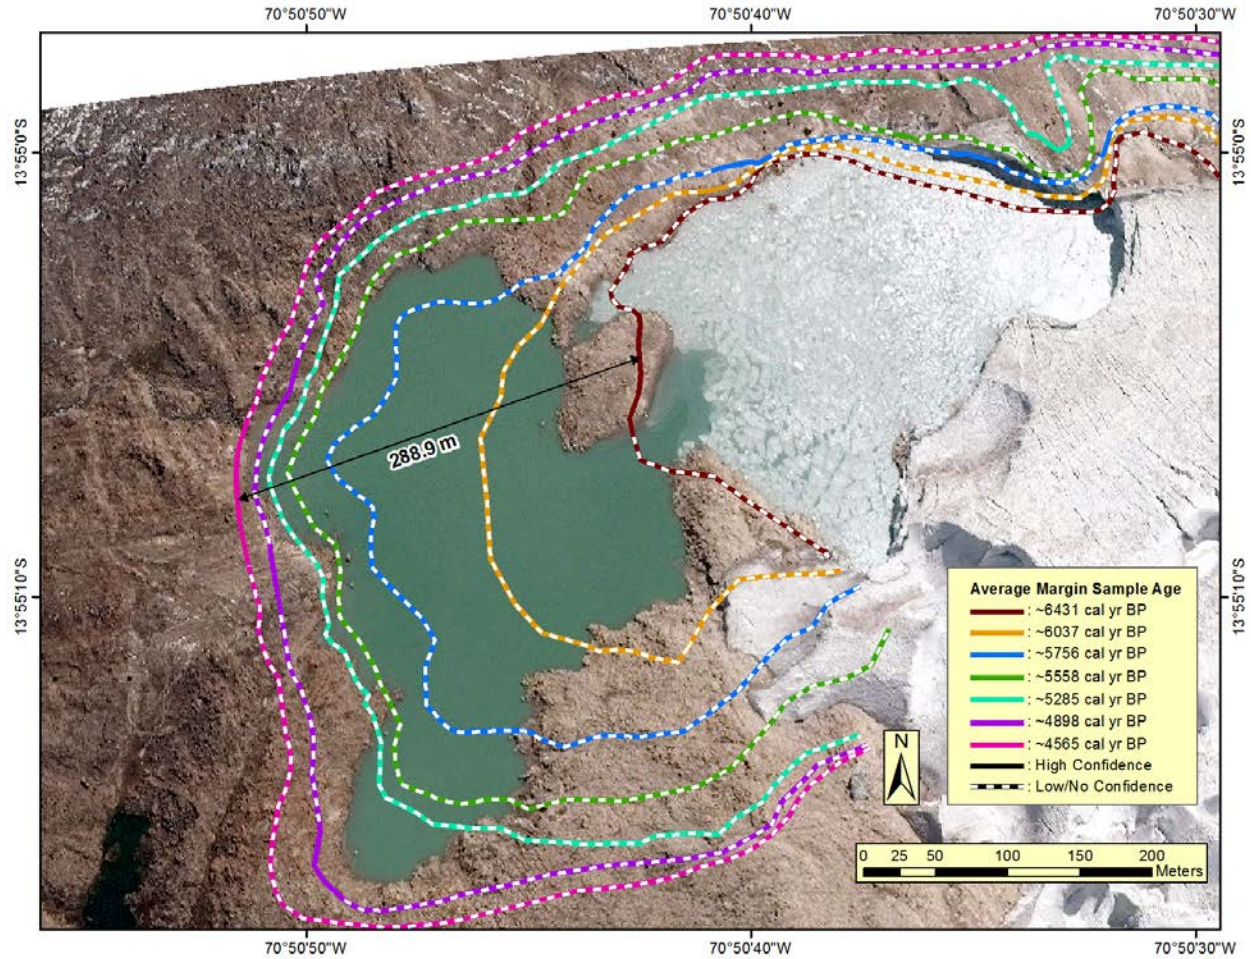 70°50'50"W 70°50'40"W 70°50'30"W
13°55'0"S 13°55'0"S
288.9 m
13°55'10"S 13°55'10"S
Average Margin Sample Age
: ~6431 cal yr BP
: ~6037 cal yr BP
: ~5756 cal yr BP
: ~5558 cal yr BP
: ~5285 cal yr BP
: ~4898 cal yr BP
: ~4565 cal yr BP
: High Confidence
: Low/No Confidence
N
0 25 50 100 150 200
Meters
70°50'50"W 70°50'40"W 70°50'30"W